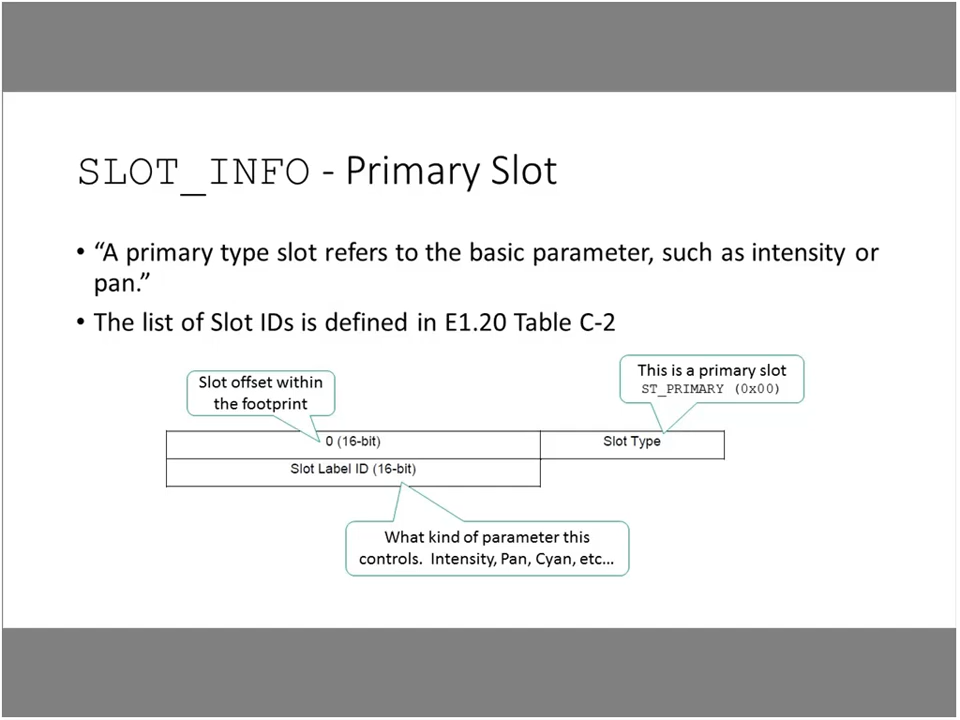 SLOT_INFO - Primary Slot
• “A primary type slot refers to the basic parameter, such as intensity or
pan.”
• The list of Slot IDs is defined in E1.20 Table C-2
Slot offset within
the footprint
This is a primary slot
ST_PRIMARY (0x00)
0 (16-bit)
Slot Type
Slot Label ID (16-bit)
What kind of parameter this
controls. Intensity, Pan, Cyan, etc…